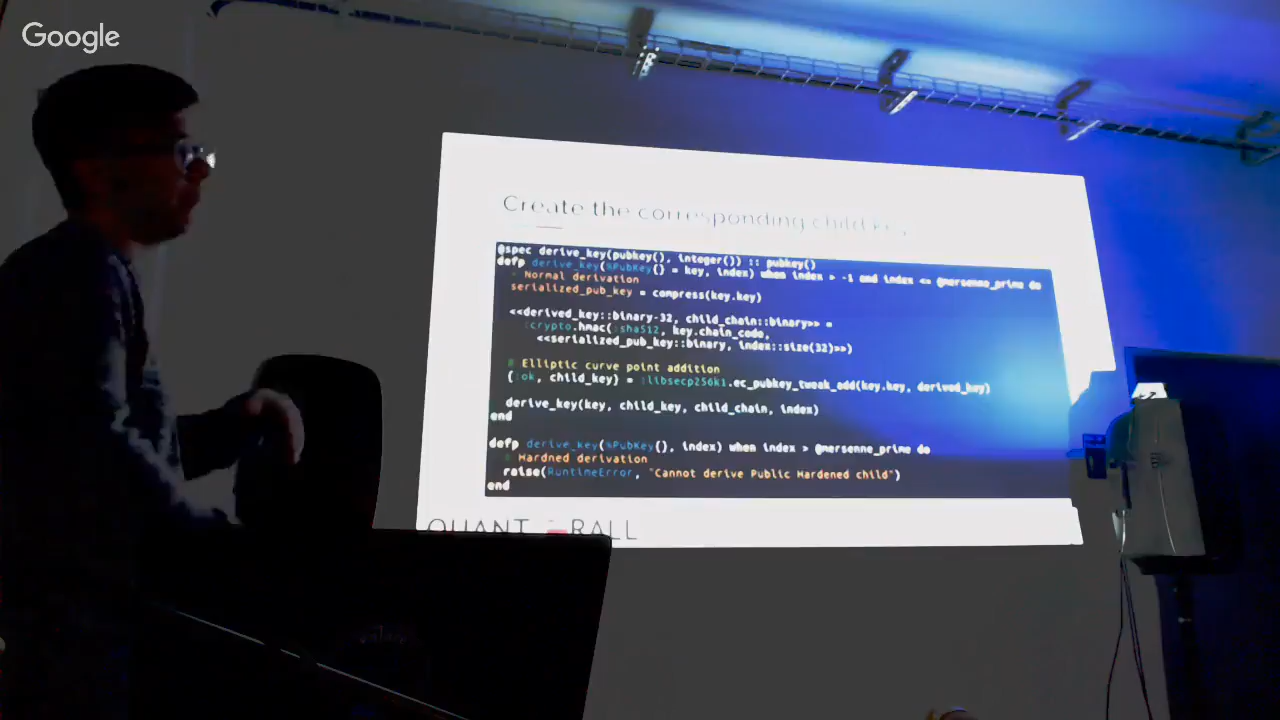 Google
Create the corresponding child key
@spec derive_key(pubkey(), integer()) :: pubkey()
defp derive_key(%PubKey{} = key, index) when index > -1 and index <= @mersenne_prime do
# Normal derivation
serialized_pub_key = compress(key.key)
<<derived_key::binary-32, child_chain::binary>> =
:crypto.hmac(:sha512, key.chain_code,
<<serialized_pub_key::binary, index::size(32)>>)
# Elliptic curve point addition
{:ok, child_key} = :libsecp256k1.ec_pubkey_tweak_add(key.key, derived_key)
derive_key(key, child_key, child_chain, index)
end
defp derive_key(%PubKey{}, index) when index > @mersenne_prime do
# Hardned derivation
raise(RuntimeError, "Cannot derive Public Hardened child")
end
QUANT RALL